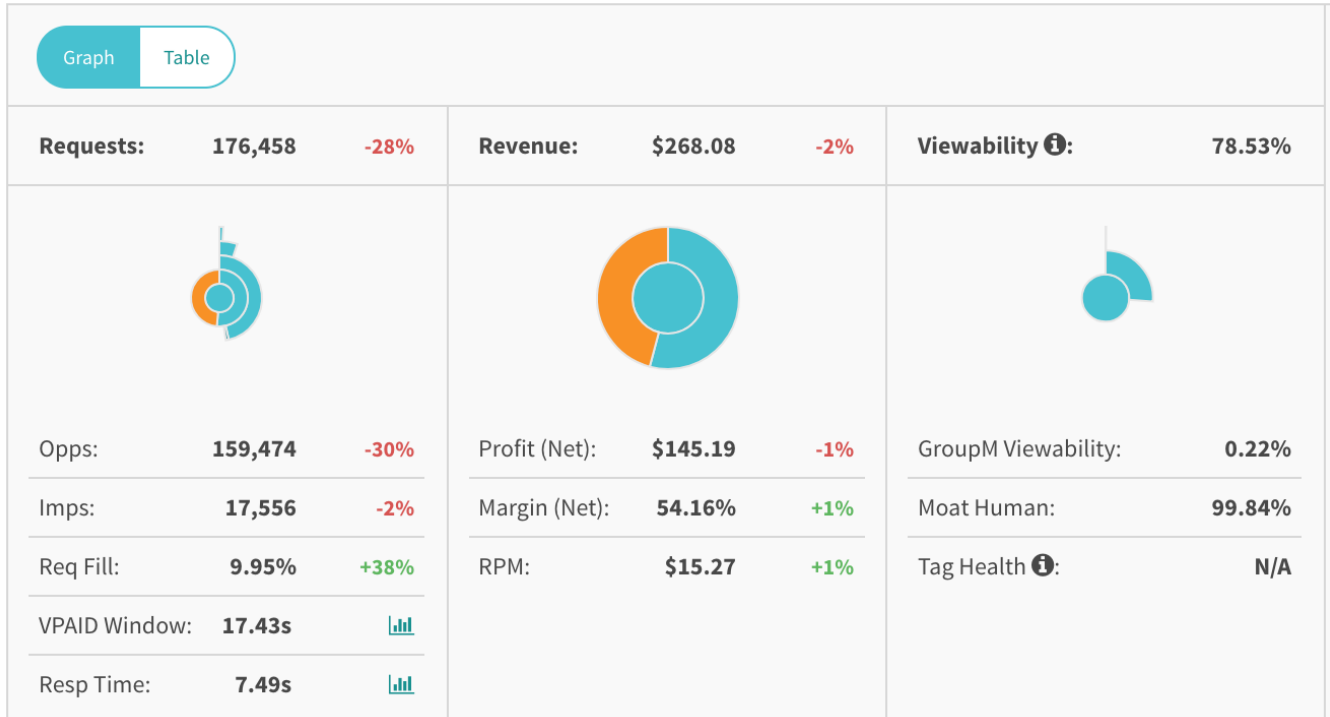 Graph Table
Requests: 176,458 -28% Revenue: $268.08 -2% Viewability : 78.53%
Opps: 159,474 -30% Profit (Net): $145.19 -1% GroupM Viewability: 0.22%
Imps: 17,556 -2% Margin (Net): 54.16% +1% Moat Human: 99.84%
Req Fill: 9.95% +38% RPM: $15.27 +1% Tag Health : N/A
VPAID Window: 17.43s
Resp Time: 7.49s